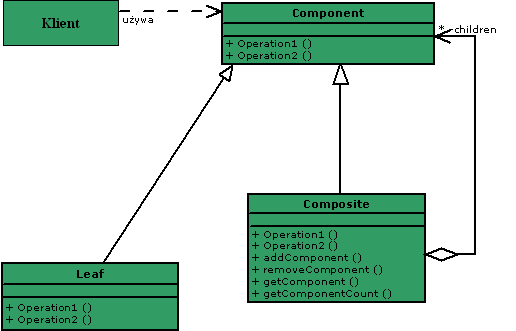 Klient
używa
Component
+ Operation1 ()
+ Operation2 ()
* - children
Composite
+ Operation1 ()
+ Operation2 ()
+ addComponent ()
+ removeComponent ()
+ getComponent ()
+ getComponentCount ()
Leaf
+ Operation1 ()
+ Operation2 ()